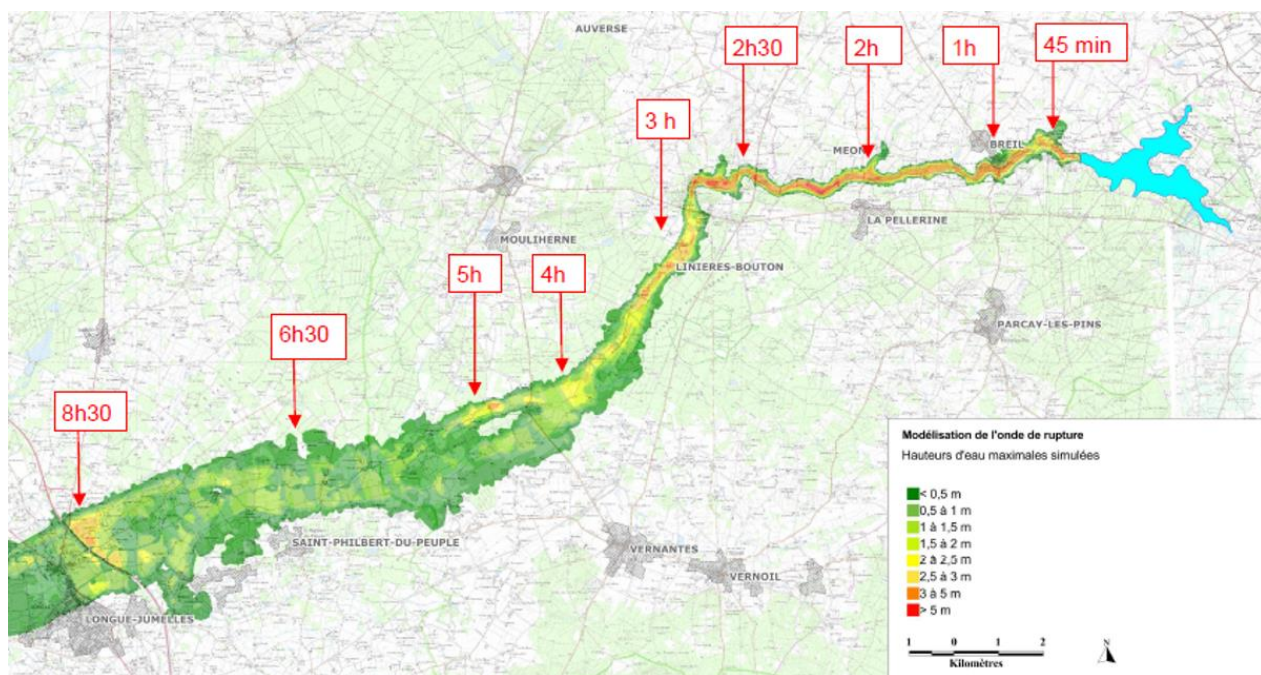 AUVERSE
2h30
2h
1h
45 min
3 h
MEON
BREIL
LA PELLERINE
MOULIHERNE
5h
4h
LINIERES-BOUTON
PARCAY-LES-PINS
6h30
8h30
SAINT-PHILBERT-DU-PEUPLE
VERNANTES
VERNOIL
LONGUE-JUMELLES
Modélisation de l'onde de rupture
Hauteurs d'eau maximales simulées
< 0,5 m
0,5 à 1 m
1 à 1,5 m
1,5 à 2 m
2 à 2,5 m
2,5 à 3 m
3 à 5 m
> 5 m
1 0 1 2
Kilomètres
N